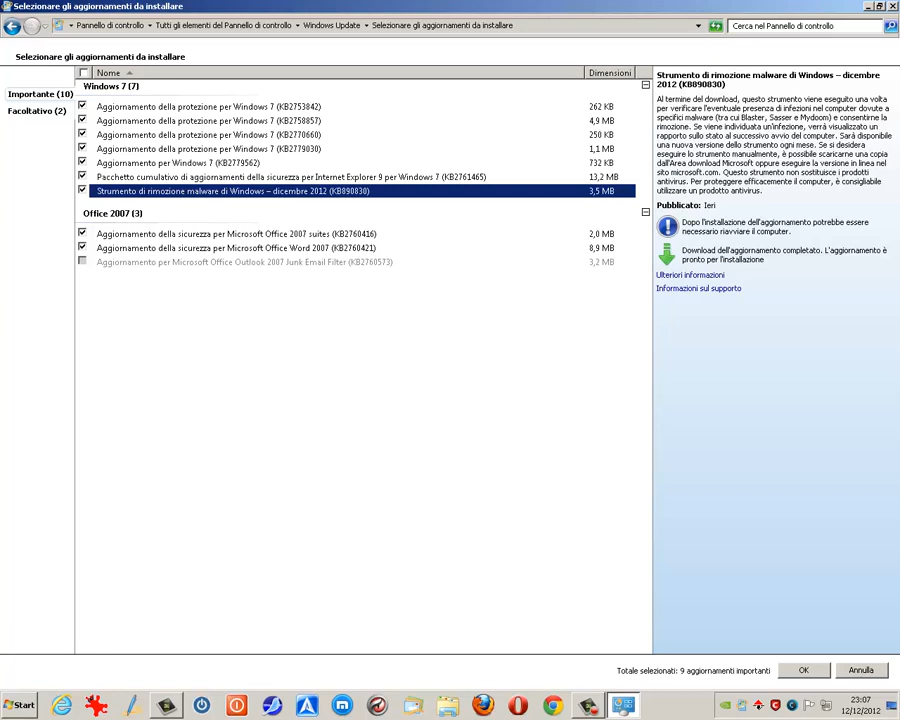 Selezionare gli aggiornamenti da installare
Pannello di controllo
Tutti gli elementi del Pannello di controllo
Windows Update
Selezionare gli aggiornamenti da installare
Cerca nel Pannello di controllo
Selezionare gli aggiornamenti da installare
Importante (10)
Facoltativo (2)
Nome
Dimensioni
Windows 7 (7)
Aggiornamento della protezione per Windows 7 (KB2753842) 262 KB
Aggiornamento della protezione per Windows 7 (KB2758857) 4,9 MB
Aggiornamento della protezione per Windows 7 (KB2770660) 250 KB
Aggiornamento della protezione per Windows 7 (KB2779030) 1,1 MB
Aggiornamento per Windows 7 (KB2779562) 732 KB
Pacchetto cumulativo di aggiornamenti della sicurezza per Internet Explorer 9 per Windows 7 (KB2761465) 13,2 MB
Strumento di rimozione malware di Windows – dicembre 2012 (KB890830) 3,5 MB
Office 2007 (3)
Aggiornamento della sicurezza per Microsoft Office 2007 suites (KB2760416) 2,0 MB
Aggiornamento della sicurezza per Microsoft Office Word 2007 (KB2760421) 8,9 MB
Aggiornamento per Microsoft Office Outlook 2007 Junk Email Filter (KB2760573) 3,2 MB
Strumento di rimozione malware di Windows – dicembre
2012 (KB890830)
Al termine del download, questo strumento viene eseguito una volta
per verificare l'eventuale presenza di infezioni nel computer dovute a
specifici malware (tra cui Blaster, Sasser e Mydoom) e consentirne la
rimozione. Se viene individuata un'infezione, verrà visualizzato un
rapporto sullo stato al successivo avvio del computer. Sarà disponibile
una nuova versione dello strumento ogni mese. Se si desidera
eseguire lo strumento manualmente, è possibile scaricarne una copia
dall'Area download Microsoft oppure eseguire la versione in linea nel
sito microsoft.com. Questo strumento non sostituisce i prodotti
antivirus. Per proteggere efficacemente il computer, è consigliabile
utilizzare un prodotto antivirus.
Pubblicato: Ieri
Dopo l'installazione dell'aggiornamento potrebbe essere
necessario riavviare il computer.
Download dell'aggiornamento completato. L'aggiornamento è
pronto per l'installazione
Ulteriori informazioni
Informazioni sul supporto
Totale selezionati: 9 aggiornamenti importanti
OK
Annulla
Start
23:07
12/12/2012